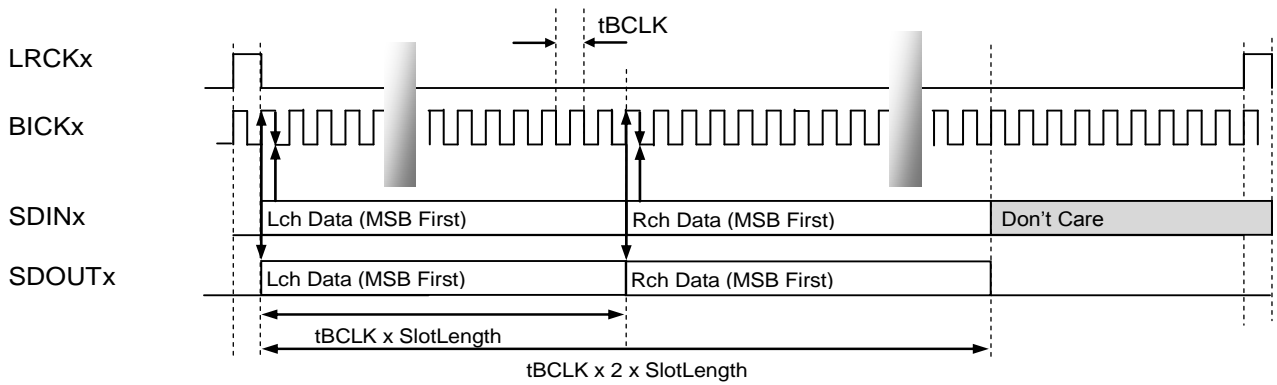 tBCLK
LRCKx
BICKx
SDINx
Lch Data (MSB First)
Rch Data (MSB First)
Don't Care
SDOUTx
Lch Data (MSB First)
Rch Data (MSB First)
tBCLK x SlotLength
tBCLK x 2 x SlotLength